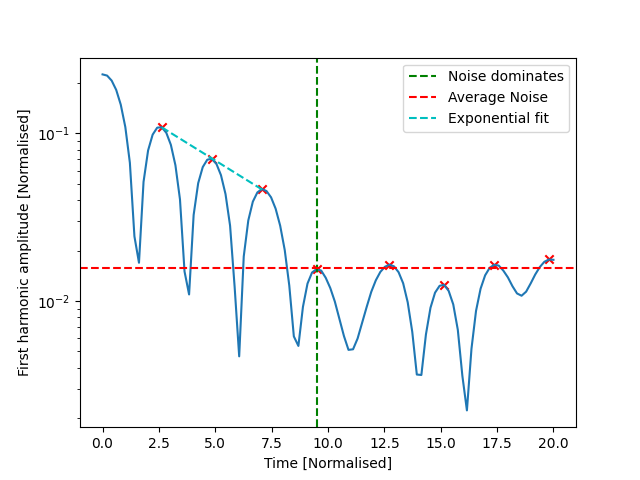 Noise dominates
Average Noise
Exponential fit
First harmonic amplitude [Normalised]
10⁻¹
10⁻²
0.0 2.5 5.0 7.5 10.0 12.5 15.0 17.5 20.0
Time [Normalised]